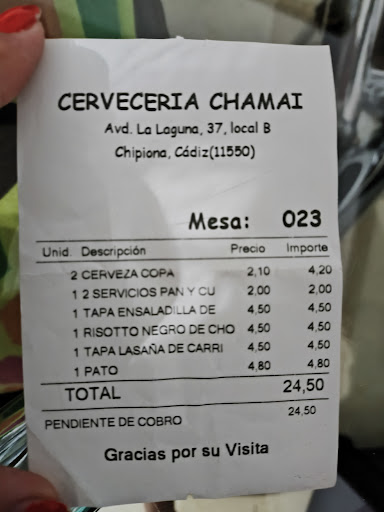 CERVECERIA CHAMAI
Avd. La Laguna, 37, local B
Chipiona, Cádiz(11550)
Mesa: 023
Unid. Descripción Precio Importe
2 CERVEZA COPA 2,10 4,20
1 2 SERVICIOS PAN Y CU 2,00 2,00
1 TAPA ENSALADILLA DE 4,50 4,50
1 RISOTTO NEGRO DE CHO 4,50 4,50
1 TAPA LASAÑA DE CARRI 4,50 4,50
1 PATO 4,80 4,80
TOTAL 24,50
PENDIENTE DE COBRO 24,50
Gracias por su Visita